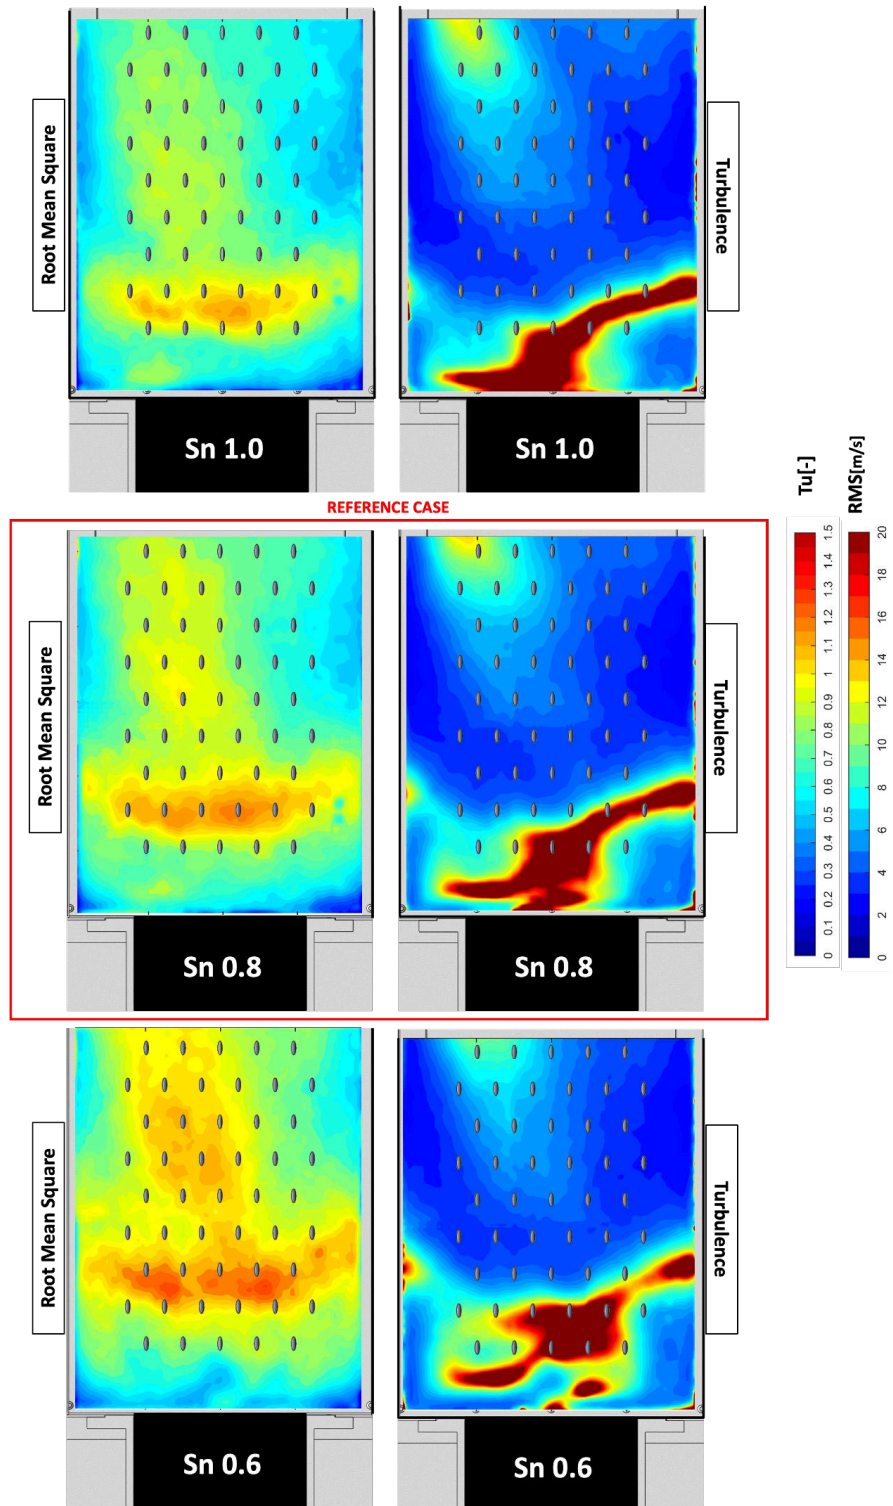 Root Mean Square
Turbulence
Sn 1.0
Sn 1.0
REFERENCE CASE
Root Mean Square
Turbulence
Sn 0.8
Sn 0.8
Tu[-]
RMS[m/s]
0 0.1 0.2 0.3 0.4 0.5 0.6 0.7 0.8 0.9 1 1.1 1.2 1.3 1.4 1.5
0 2 4 6 8 10 12 14 16 18 20
Root Mean Square
Turbulence
Sn 0.6
Sn 0.6